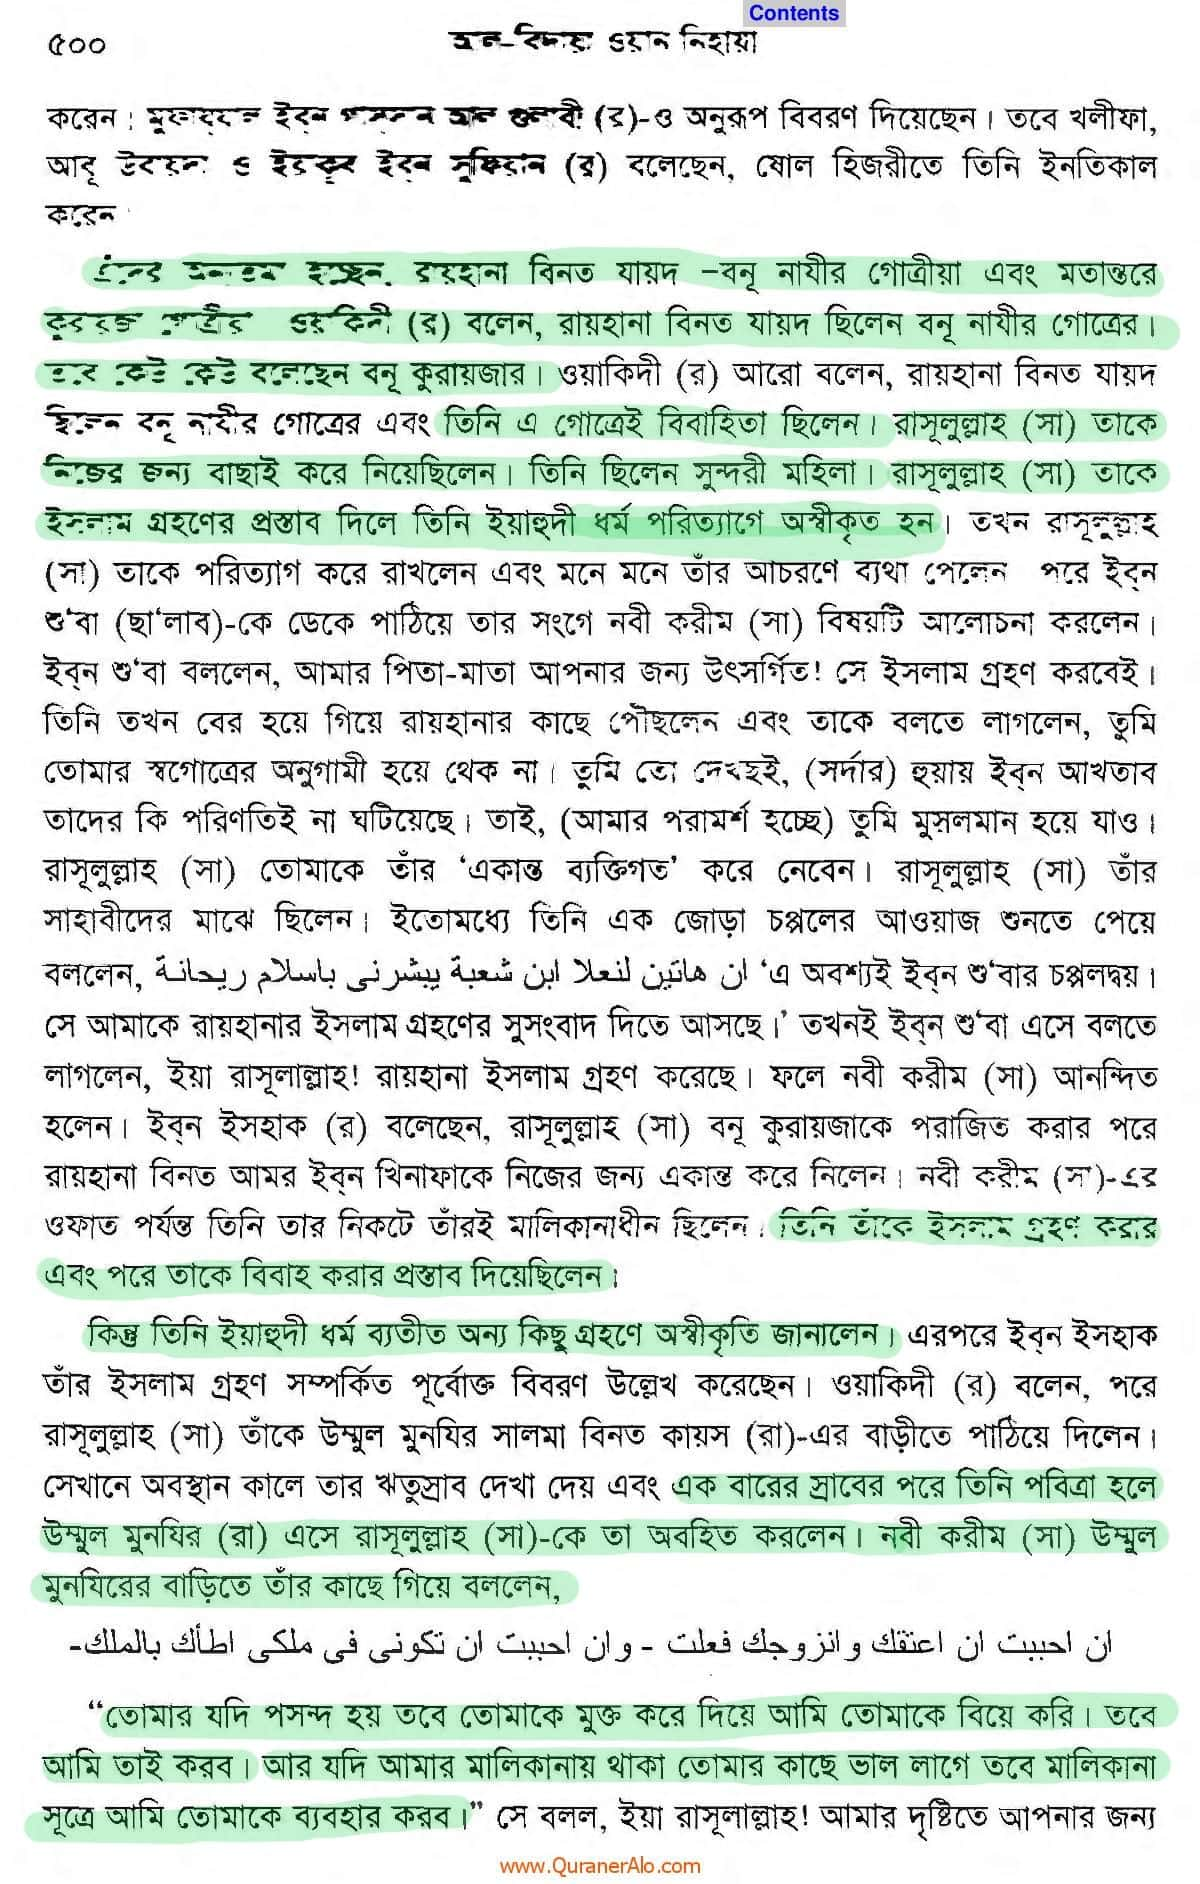 Contents
৫০০ আল-বিদায়া ওয়ান নিহায়া
করেন। মুফাযযাল ইব্‌ন গাসসান আল গুলাবী (র)-ও অনুরূপ বিবরণ দিয়েছেন। তবে খলীফা,
আবূ উবায়দা ও ইয়াকূব ইব্‌ন সুফিয়ান (র) বলেছেন, ষোল হিজরীতে তিনি ইনতিকাল
করেন
এঁদের অন্যতম হচ্ছেন, রায়হানা বিনত যায়দ –বনূ নাযীর গোত্রীয়া এবং মতান্তরে
কুরায়জা গোত্রীয় ওয়াকিদী (র) বলেন, রায়হানা বিনত যায়দ ছিলেন বনূ নাযীর গোত্রের।
তবে কেউ কেউ বলেছেন বনূ কুরায়জার। ওয়াকিদী (র) আরো বলেন, রায়হানা বিনত যায়দ
ছিলেন বনূ নাযীর গোত্রের এবং তিনি এ গোত্রেই বিবাহিতা ছিলেন। রাসূলুল্লাহ (সা) তাকে
নিজের জন্য বাছাই করে নিয়েছিলেন। তিনি ছিলেন সুন্দরী মহিলা। রাসূলুল্লাহ (সা) তাকে
ইসলাম গ্রহণের প্রস্তাব দিলে তিনি ইয়াহুদী ধর্ম পরিত্যাগে অস্বীকৃত হন। তখন রাসূলুল্লাহ
(সা) তাকে পরিত্যাগ করে রাখলেন এবং মনে মনে তাঁর আচরণে ব্যথা পেলেন পরে ইব্‌ন
শু‘বা (ছা‘লাব)-কে ডেকে পাঠিয়ে তার সংগে নবী করীম (সা) বিষয়টি আলোচনা করলেন।
ইব্‌ন শু‘বা বললেন, আমার পিতা-মাতা আপনার জন্য উৎসর্গিত! সে ইসলাম গ্রহণ করবেই।
তিনি তখন বের হয়ে গিয়ে রায়হানার কাছে পৌছলেন এবং তাকে বলতে লাগলেন, তুমি
তোমার স্বগোত্রের অনুগামী হয়ে থেক না। তুমি তো দেখছই, (সর্দার) হুয়ায় ইব্‌ন আখতাব
তাদের কি পরিণতিই না ঘটিয়েছে। তাই, (আমার পরামর্শ হচ্ছে) তুমি মুসলমান হয়ে যাও।
রাসূলুল্লাহ (সা) তোমাকে তাঁর ‘একান্ত ব্যক্তিগত’ করে নেবেন। রাসূলুল্লাহ (সা) তাঁর
সাহাবীদের মাঝে ছিলেন। ইতোমধ্যে তিনি এক জোড়া চপ্পলের আওয়াজ শুনতে পেয়ে
বললেন, ان هاتين لنعلا ابن شعبة يبشرنى باسلام ريحانة ‘এ অবশ্যই ইব্‌ন শু‘বার চপ্পলদ্বয়।
সে আমাকে রায়হানার ইসলাম গ্রহণের সুসংবাদ দিতে আসছে।’ তখনই ইব্‌ন শু‘বা এসে বলতে
লাগলেন, ইয়া রাসূলাল্লাহ! রায়হানা ইসলাম গ্রহণ করেছে। ফলে নবী করীম (সা) আনন্দিত
হলেন। ইব্‌ন ইসহাক (র) বলেছেন, রাসূলুল্লাহ (সা) বনূ কুরায়জাকে পরাজিত করার পরে
রায়হানা বিনত আমর ইব্‌ন খিনাফাকে নিজের জন্য একান্ত করে নিলেন। নবী করীম (সা)-এর
ওফাত পর্যন্ত তিনি তার নিকটে তাঁরই মালিকানাধীন ছিলেন। তিনি তাঁকে ইসলাম গ্রহণ করার
এবং পরে তাকে বিবাহ করার প্রস্তাব দিয়েছিলেন।
কিন্তু তিনি ইয়াহুদী ধর্ম ব্যতীত অন্য কিছু গ্রহণে অস্বীকৃতি জানালেন। এরপরে ইব্‌ন ইসহাক
তাঁর ইসলাম গ্রহণ সম্পর্কিত পূর্বোক্ত বিবরণ উল্লেখ করেছেন। ওয়াকিদী (র) বলেন, পরে
রাসূলুল্লাহ (সা) তাঁকে উম্মুল মুনযির সালমা বিনত কায়স (রা)-এর বাড়ীতে পাঠিয়ে দিলেন।
সেখানে অবস্থান কালে তার ঋতুস্রাব দেখা দেয় এবং এক বারের স্রাবের পরে তিনি পবিত্রা হলে
উম্মুল মুনযির (রা) এসে রাসূলুল্লাহ (সা)-কে তা অবহিত করলেন। নবী করীম (সা) উম্মুল
মুনযিরের বাড়িতে তাঁর কাছে গিয়ে বললেন,
ان احببت ان اعتقك وانزوجك فعلت - وان احببت ان تكونى فى ملكى اطأك بالملك-
“তোমার যদি পসন্দ হয় তবে তোমাকে মুক্ত করে দিয়ে আমি তোমাকে বিয়ে করি। তবে
আমি তাই করব। আর যদি আমার মালিকানায় থাকা তোমার কাছে ভাল লাগে তবে মালিকানা
সূত্রে আমি তোমাকে ব্যবহার করব।” সে বলল, ইয়া রাসূলাল্লাহ! আমার দৃষ্টিতে আপনার জন্য
www.QuranerAlo.com